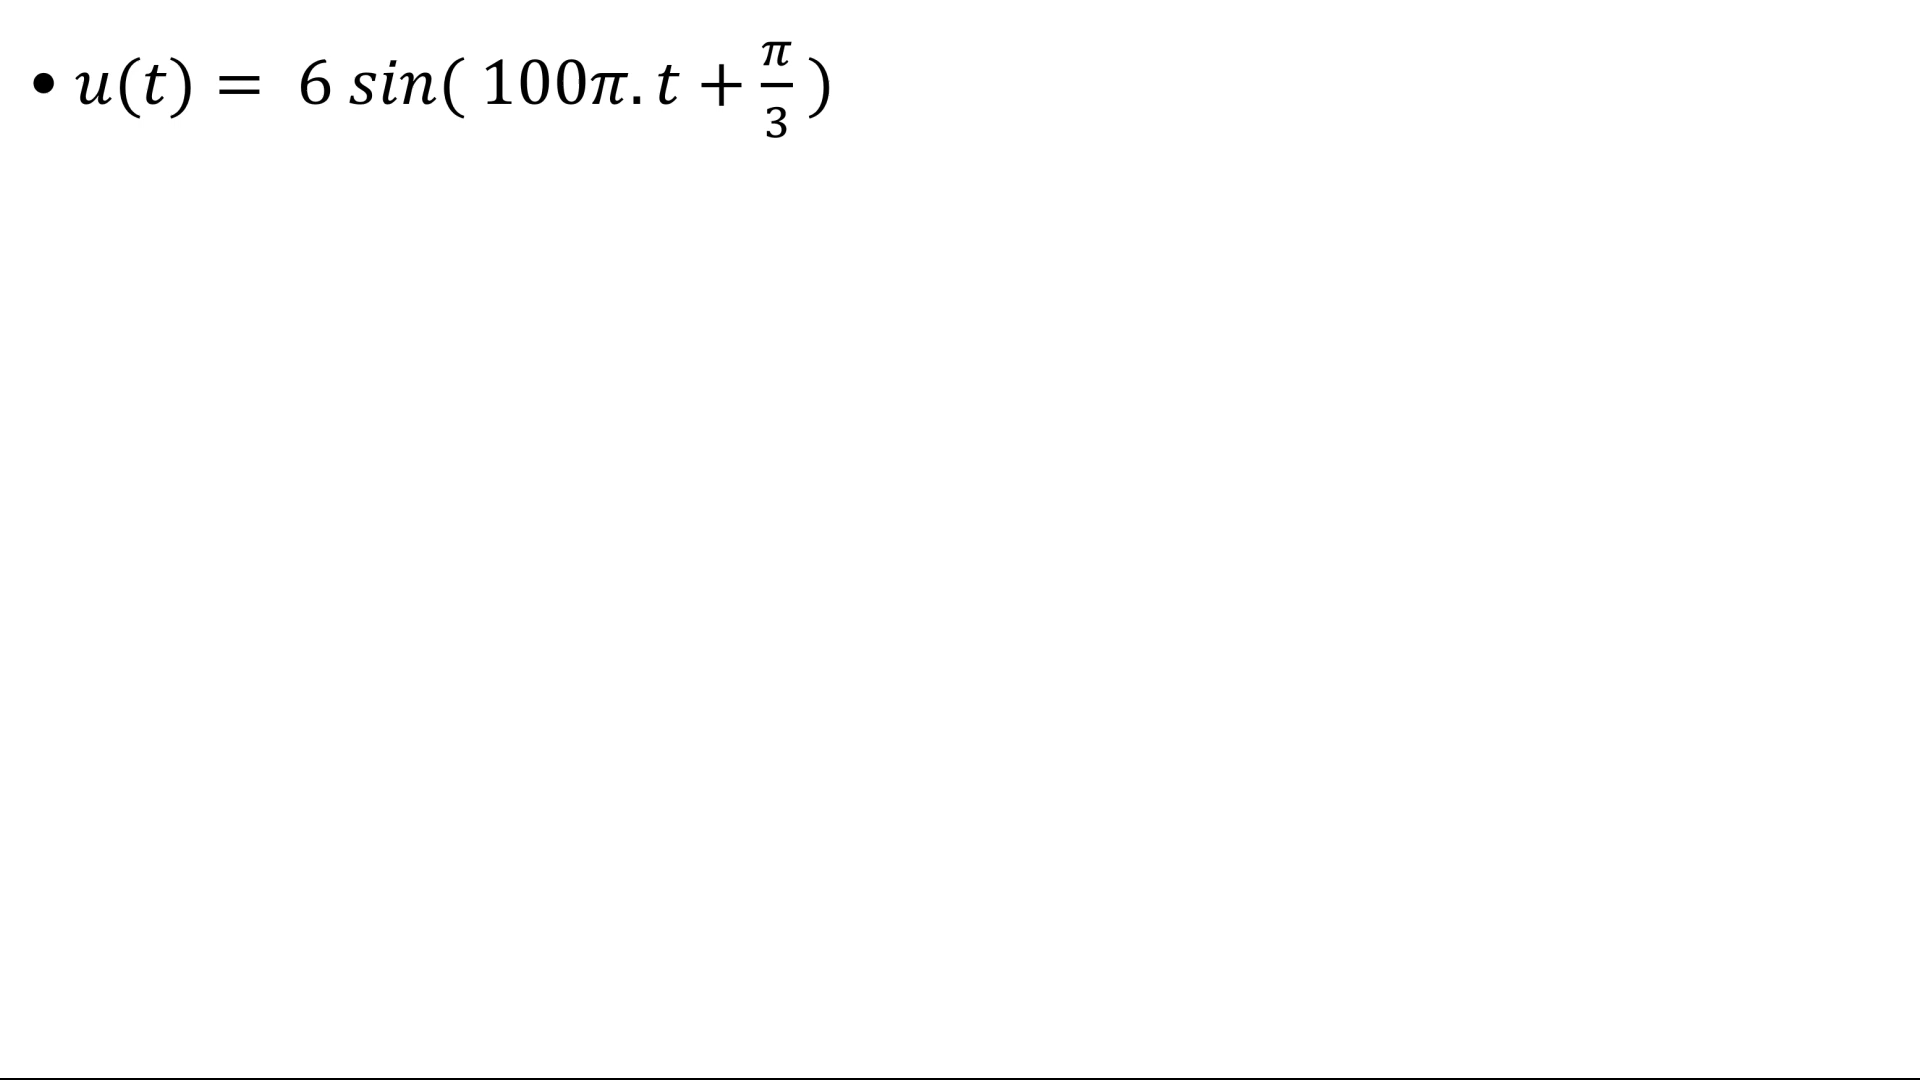 • u(t) = 6 sin( 100π. t + π/3 )